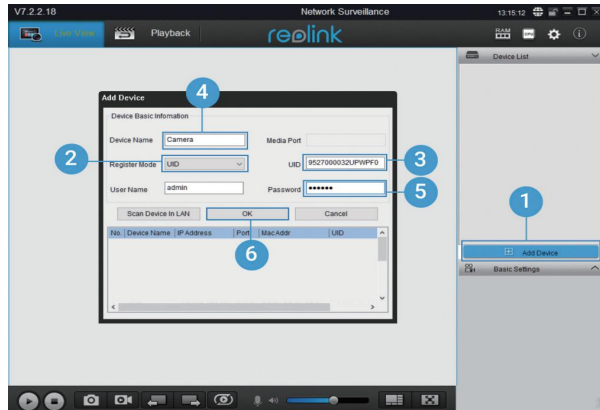 V7.2.2.18 Network Surveillance 13:15:12
Live View Playback reolink RAM CPU
Device List
Add Device
4
Device Basic Infomation
Device Name Camera Media Port
2 Register Mode UID UID 9527000032UPWPF0 3
User Name admin Password ●●●●●● 5
1
Scan Device In LAN OK Cancel
No. Device Name IP Address Port MacAddr UID
6
Add Device
Basic Settings